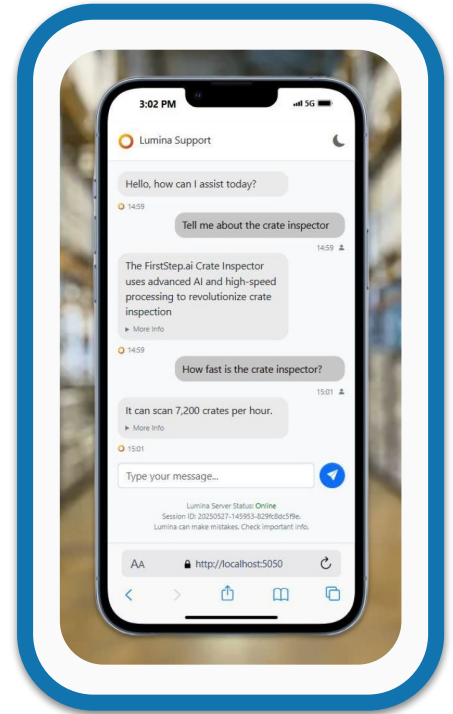 3:02 PM
5G
Lumina Support
Hello, how can I assist today?
14:59
Tell me about the crate inspector
14:59
The FirstStep.ai Crate Inspector
uses advanced AI and high-speed
processing to revolutionize crate
inspection
▸ More Info
14:59
How fast is the crate inspector?
15:01
It can scan 7,200 crates per hour.
▸ More Info
15:01
Type your message...
Lumina Server Status: Online
Session ID: 20250527-145953-829fc8dc5f9e.
Lumina can make mistakes. Check important info.
AA http://localhost:5050